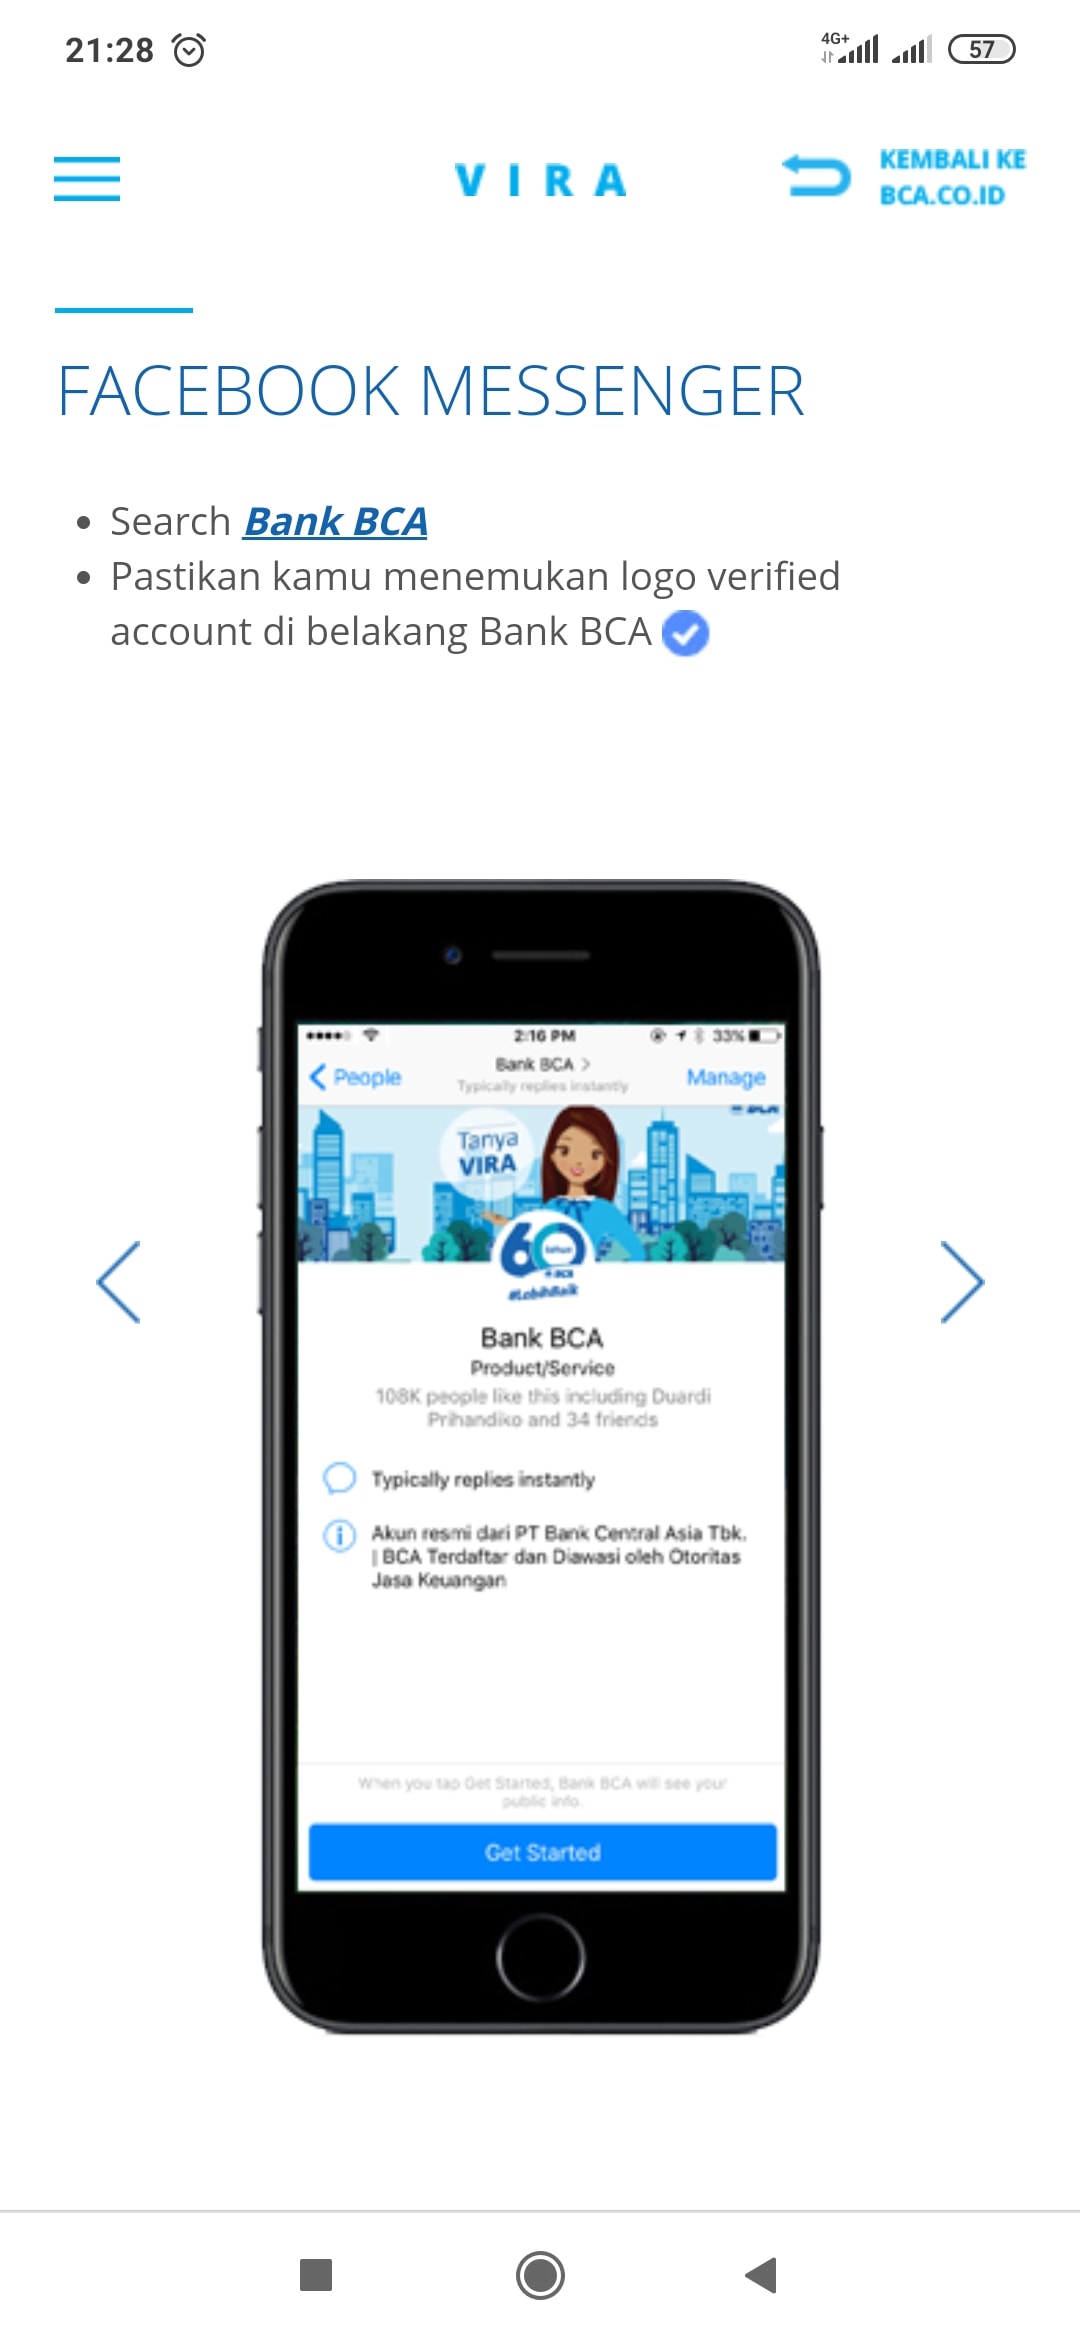 21:28
4G+
57
VIRA
KEMBALI KE
BCA.CO.ID
FACEBOOK MESSENGER
Search Bank BCA
Pastikan kamu menemukan logo verified
account di belakang Bank BCA
2:16 PM
33%
People
Bank BCA
Typically replies instantly
Manage
Tanya
VIRA
BCA
60
tahun
BCA
#LebihBaik
Bank BCA
Product/Service
108K people like this including Duardi
Prihandiko and 34 friends
Typically replies instantly
Akun resmi dari PT Bank Central Asia Tbk.
| BCA Terdaftar dan Diawasi oleh Otoritas
Jasa Keuangan
When you tap Get Started, Bank BCA will see your
public info.
Get Started